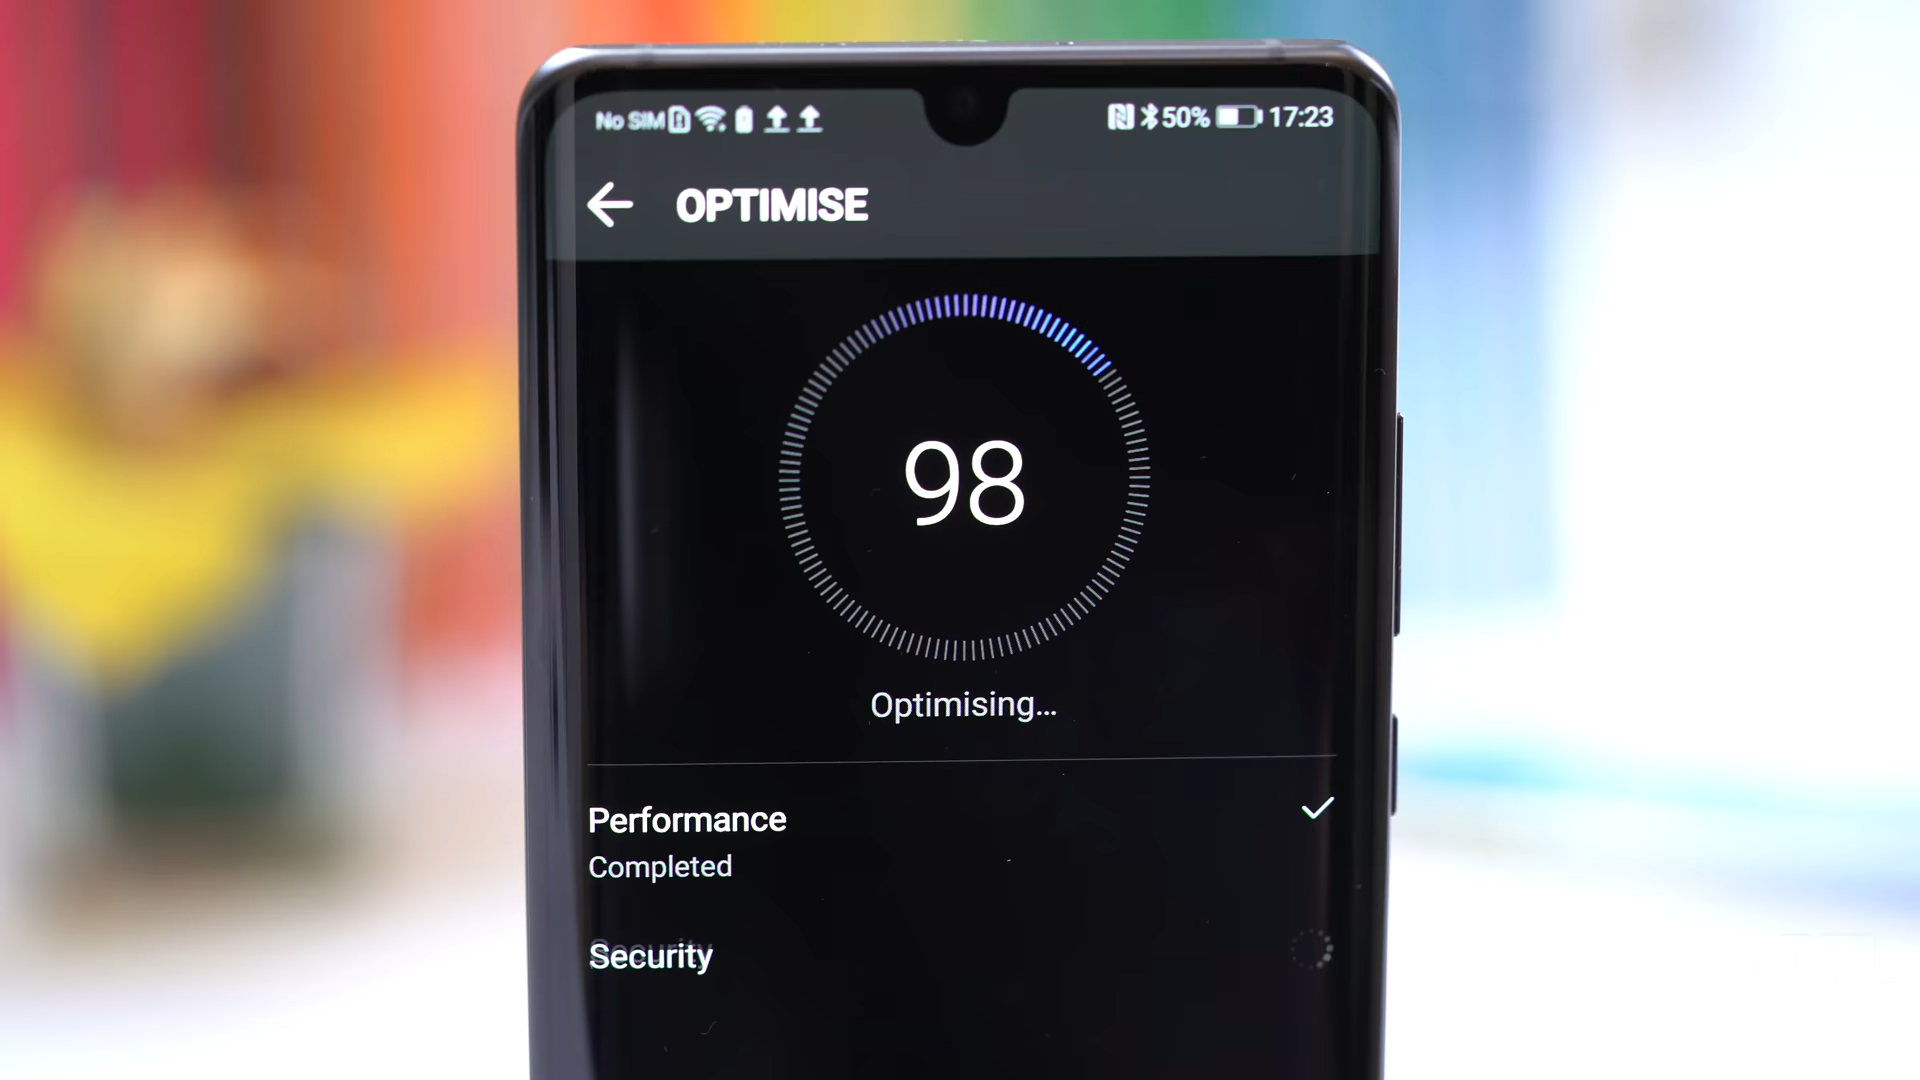 No SIM 50% 17:23
OPTIMISE
98
Optimising...
Performance
Completed
Security